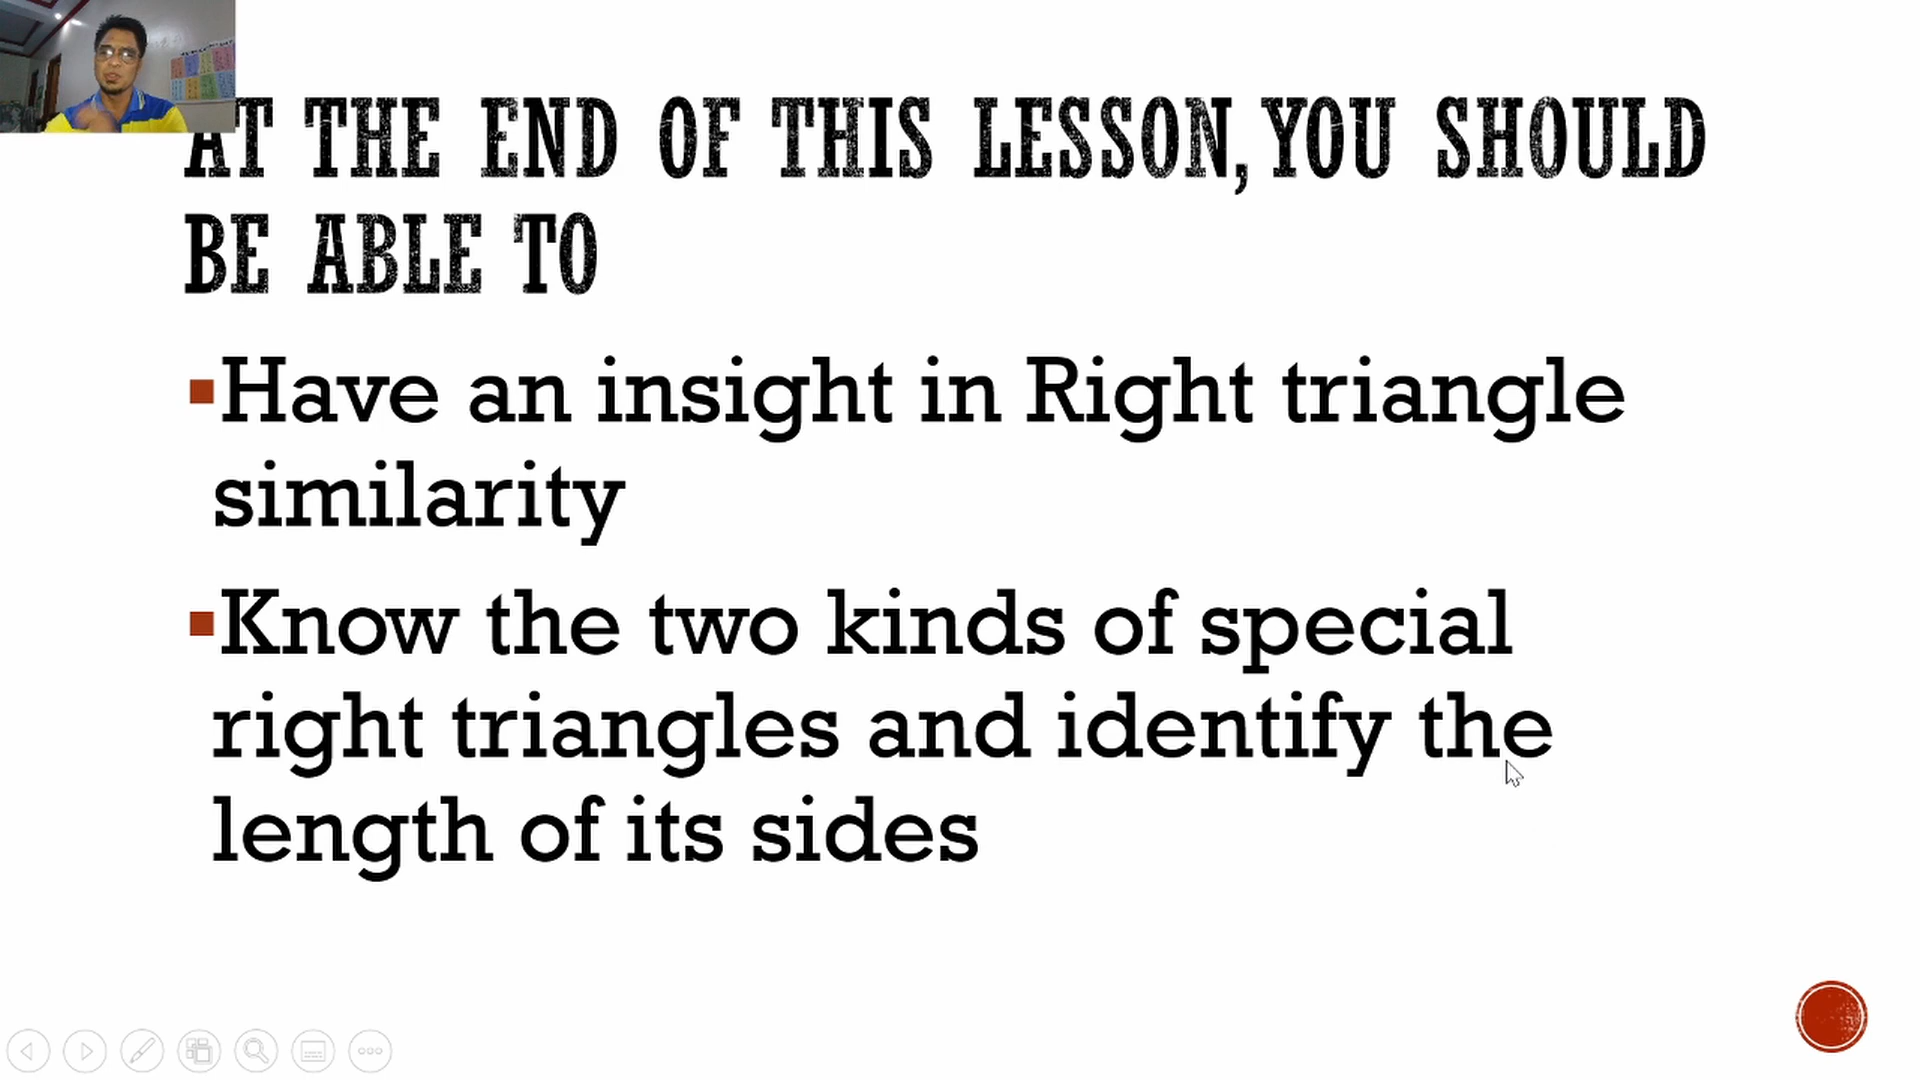 AT THE END OF THIS LESSON, YOU SHOULD
BE ABLE TO
▪Have an insight in Right triangle
similarity
▪Know the two kinds of special
right triangles and identify the
length of its sides